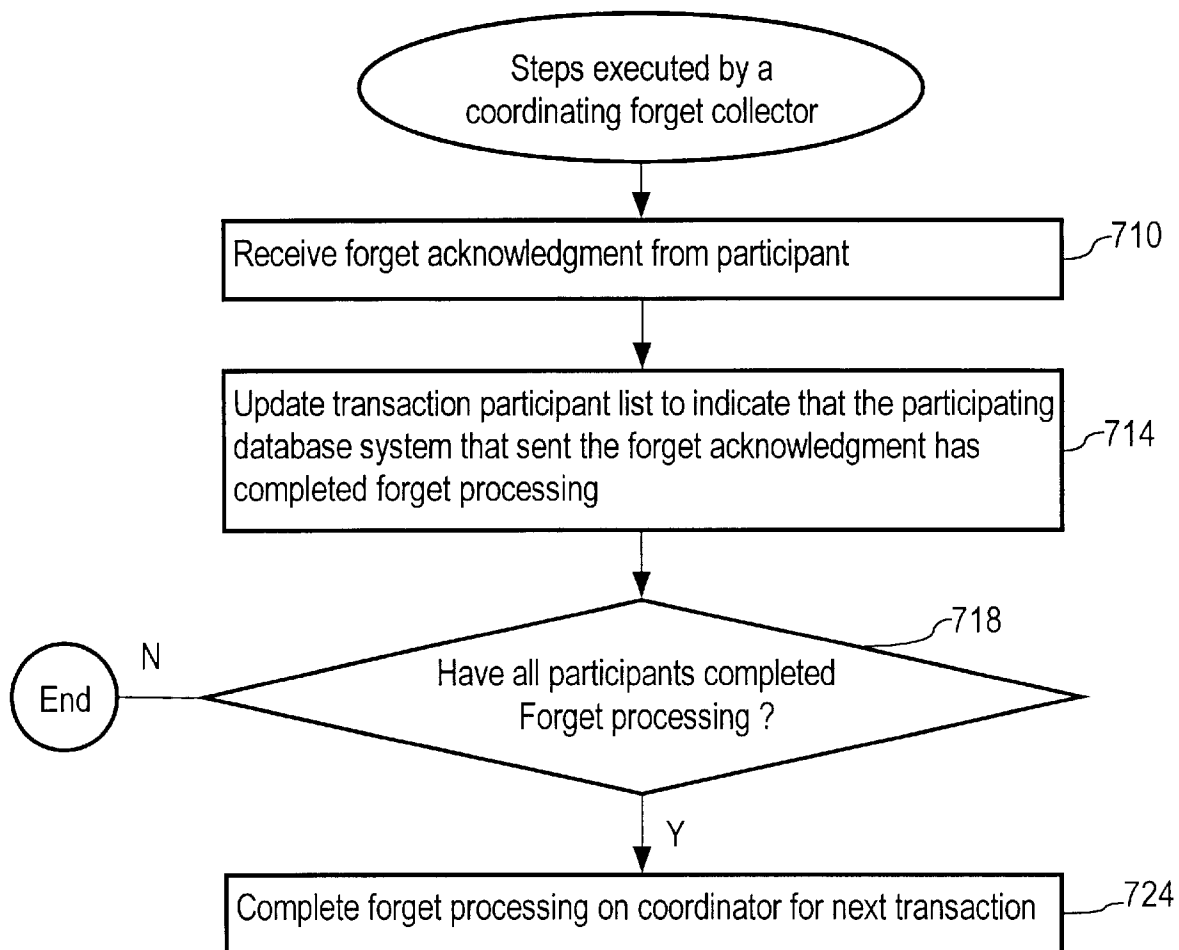 Steps executed by a
coordinating forget collector
Receive forget acknowledgment from participant
710
Update transaction participant list to indicate that the participating
database system that sent the forget acknowledgment has
completed forget processing
714
718
Have all participants completed
Forget processing ?
N
End
Y
Complete forget processing on coordinator for next transaction
724